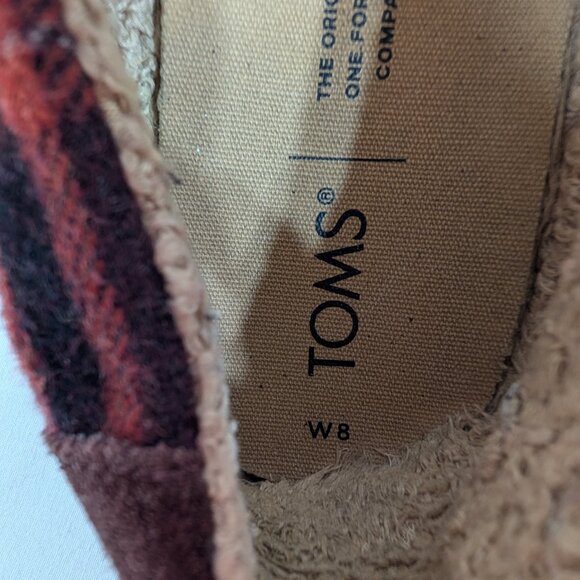 THE ORIG
ONE FOR
COMPA
TOMS®
W8